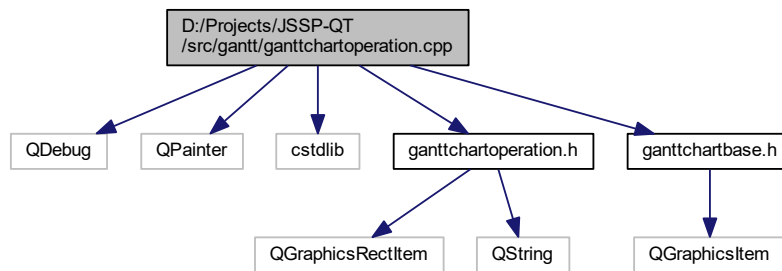 D:/Projects/JSSP-QT
/src/gantt/ganttchartoperation.cpp
QDebug
QPainter
cstdlib
ganttchartoperation.h
ganttchartbase.h
QGraphicsRectItem
QString
QGraphicsItem